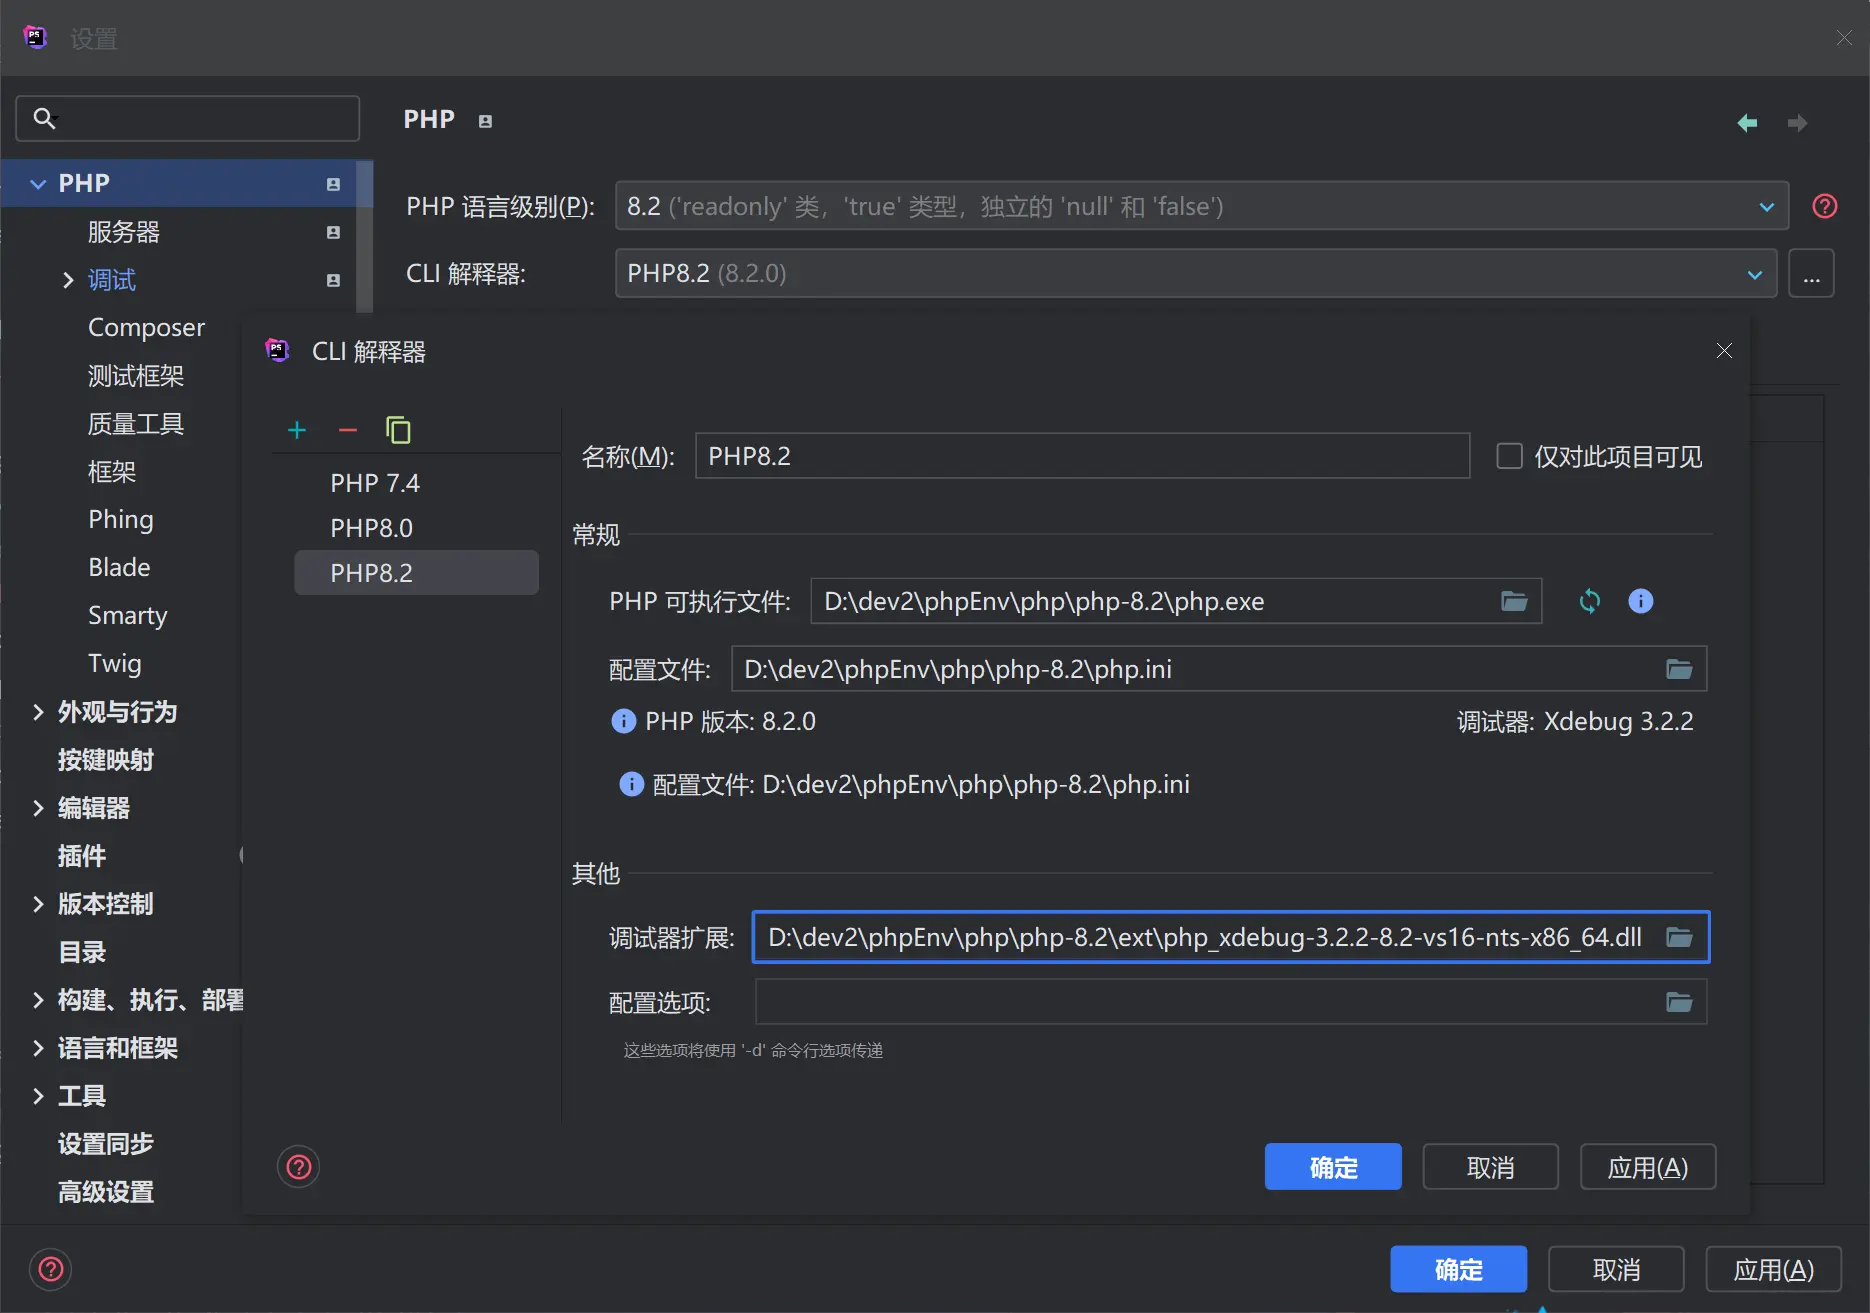 设置
PHP
PHP
服务器
调试
Composer
测试框架
质量工具
框架
Phing
Blade
Smarty
Twig
外观与行为
按键映射
编辑器
插件
版本控制
目录
构建、执行、部署
语言和框架
工具
设置同步
高级设置
PHP 语言级别(P): 8.2 ('readonly' 类，'true' 类型，独立的 'null' 和 'false')
CLI 解释器: PHP8.2 (8.2.0) ...
CLI 解释器
PHP 7.4
PHP8.0
PHP8.2
名称(M): PHP8.2 仅对此项目可见
常规
PHP 可执行文件: D:\dev2\phpEnv\php\php-8.2\php.exe
配置文件: D:\dev2\phpEnv\php\php-8.2\php.ini
PHP 版本: 8.2.0 调试器: Xdebug 3.2.2
配置文件: D:\dev2\phpEnv\php\php-8.2\php.ini
其他
调试器扩展: D:\dev2\phpEnv\php\php-8.2\ext\php_xdebug-3.2.2-8.2-vs16-nts-x86_64.dll
配置选项:
这些选项将使用 '-d' 命令行选项传递
确定 取消 应用(A)
确定 取消 应用(A)